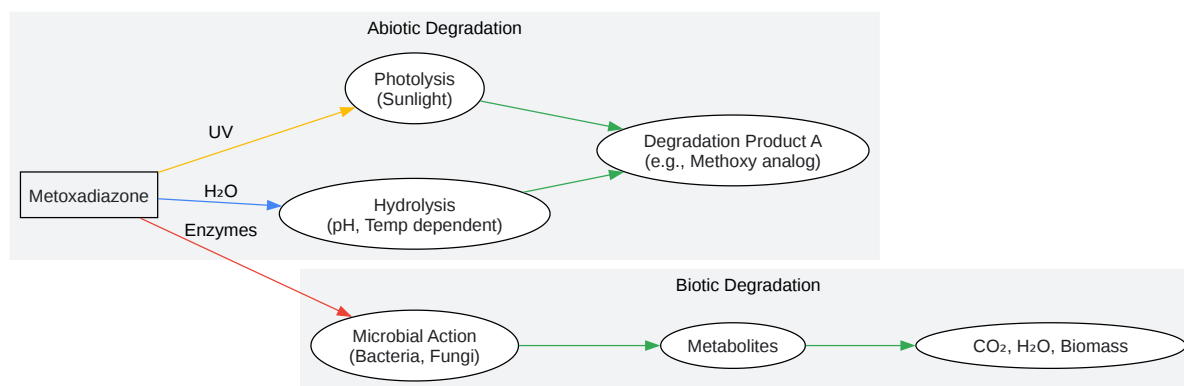 Abiotic Degradation
Photolysis
(Sunlight)
UV
Degradation Product A
(e.g., Methoxy analog)
Metoxadiazone
H₂O
Hydrolysis
(pH, Temp dependent)
Enzymes
Biotic Degradation
Microbial Action
(Bacteria, Fungi)
Metabolites
CO₂, H₂O, Biomass